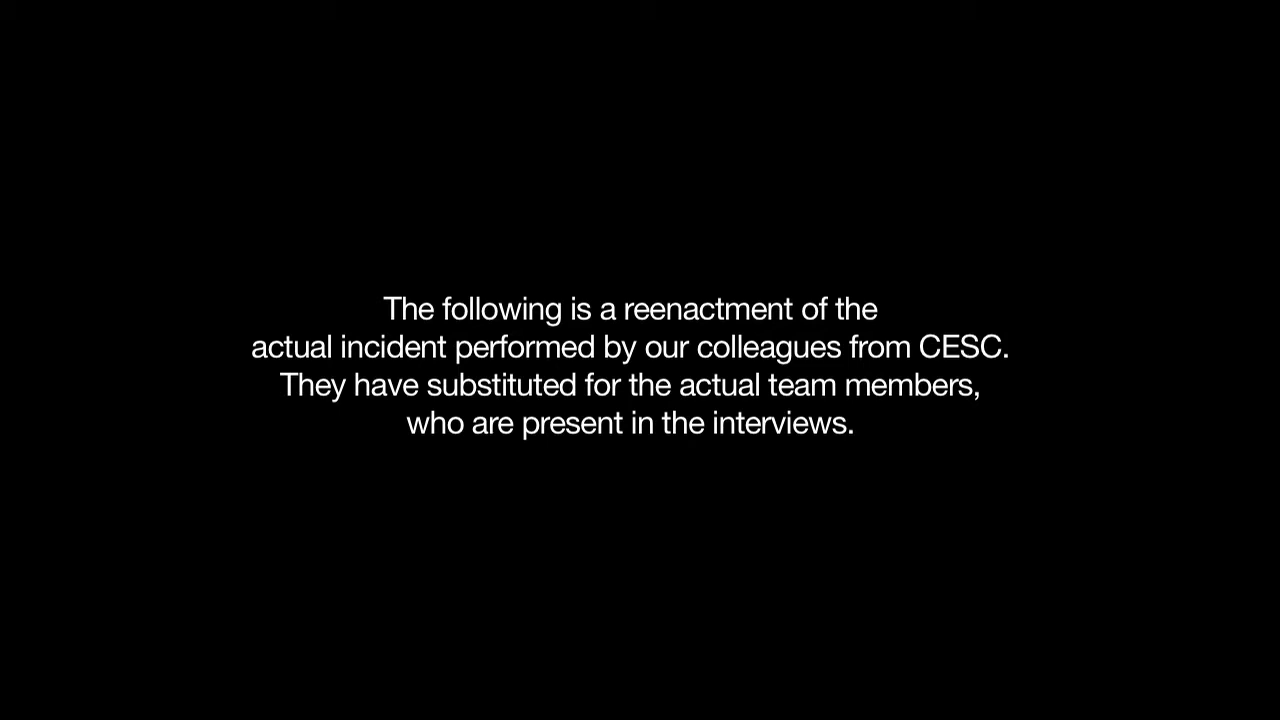 The following is a reenactment of the
actual incident performed by our colleagues from CESC.
They have substituted for the actual team members,
who are present in the interviews.